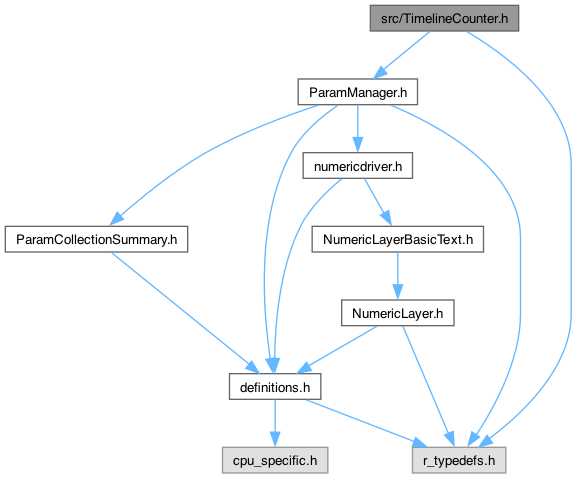 src/TimelineCounter.h
ParamManager.h
numericdriver.h
ParamCollectionSummary.h
NumericLayerBasicText.h
NumericLayer.h
definitions.h
cpu_specific.h
r_typedefs.h